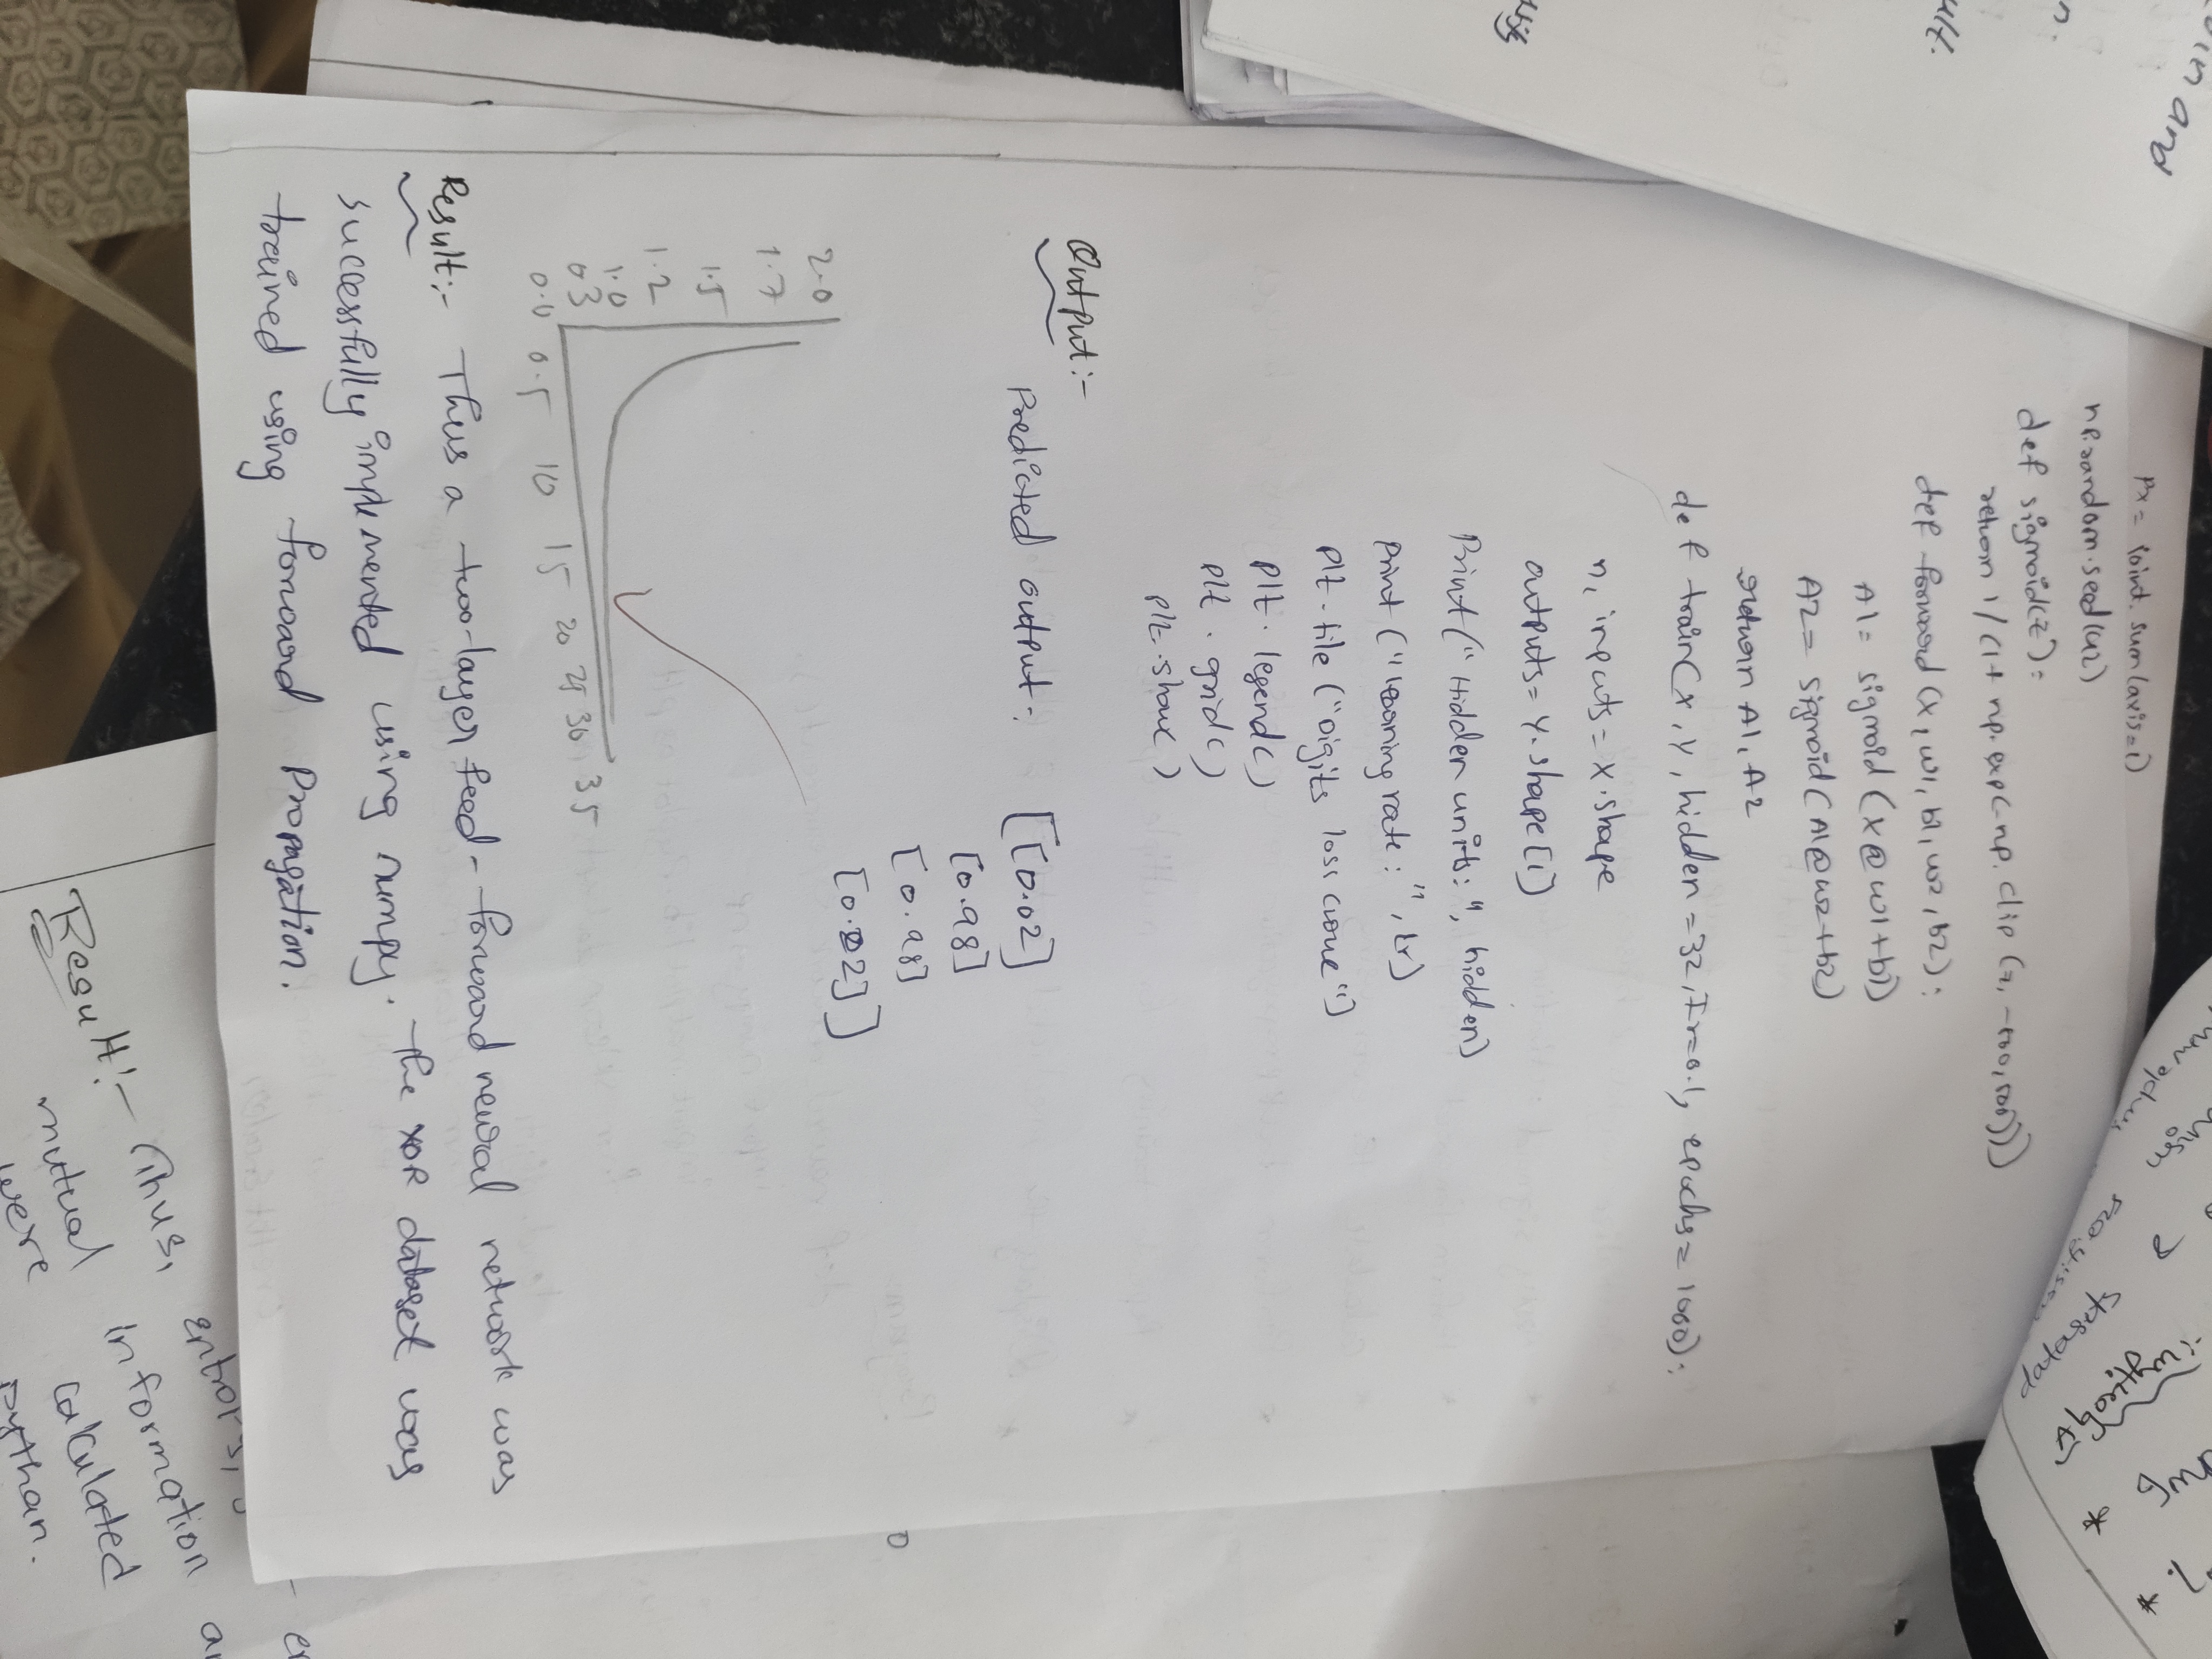 Px = joint.sum(axis=1)
np.random.seed(42)
def sigmoid(z):
return 1/(1+ np.exp(-np.clip(z, -500, 500)))
def forward(x, w1, b1, w2, b2):
A1 = sigmoid(x@w1+b1)
A2 = sigmoid(A1@w2+b2)
return A1, A2
def train(x, y, hidden=32, lr=0.1, epochs=1000):
n, inputs = x.shape
outputs = y.shape[1]
Print("Hidden units:", hidden)
Print("learning rate:", lr)
plt.tile("Digits loss curve")
plt.legend()
plt.grid()
plt.show()
Output:-
Predicted output: [[0.02]
[0.98]
[0.98]
[0.02]]
2.0
1.7
1.5
1.2
1.0
0.3
0.0 0.5 10 15 20 25 30 35
Result:- Thus a two-layer feed-forward neural network was
successfully implemented using numpy. The XOR dataset was
trained using forward Propagation.
Result:- Thus, entropy,
mutual information
were calculated
python.
datasets